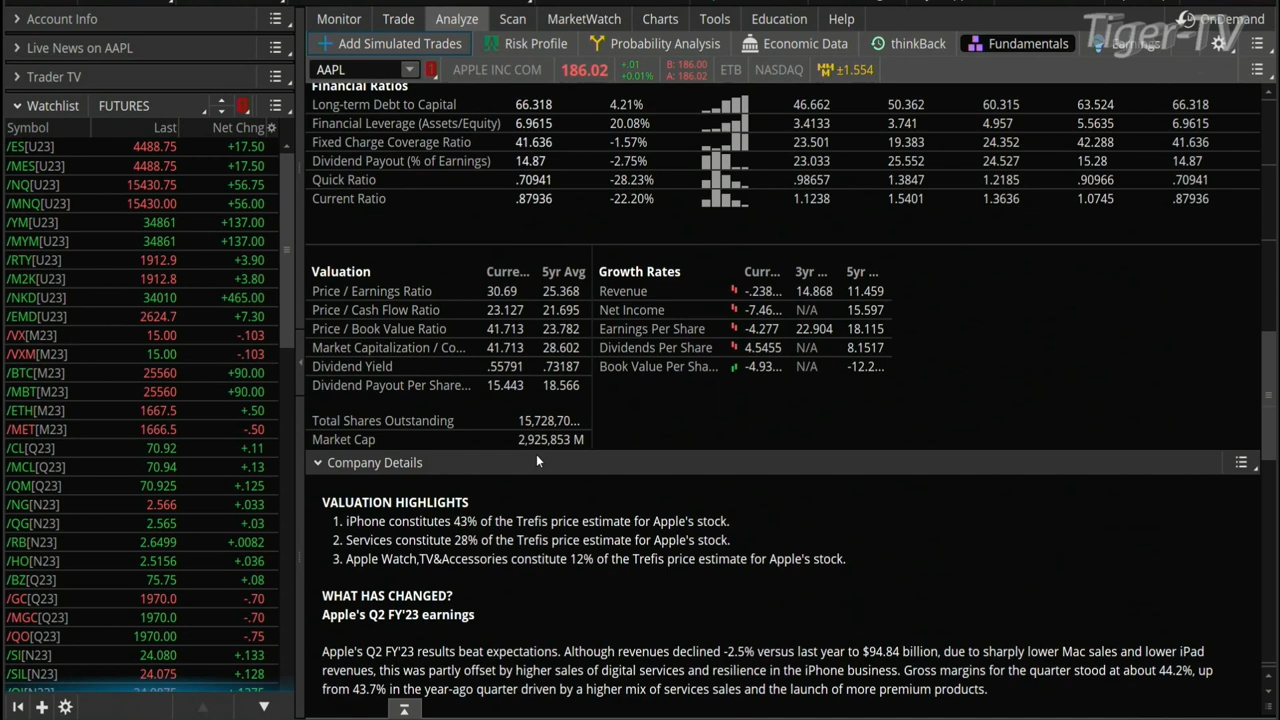 Account Info
Live News on AAPL
Trader TV
Watchlist FUTURES
Symbol Last Net Chng
/ES[U23] 4488.75 +17.50
/MES[U23] 4488.75 +17.50
/NQ[U23] 15430.75 +56.75
/MNQ[U23] 15430.00 +56.00
/YM[U23] 34861 +137.00
/MYM[U23] 34861 +137.00
/RTY[U23] 1912.9 +3.90
/M2K[U23] 1912.8 +3.80
/NKD[U23] 34010 +465.00
/EMD[U23] 2624.7 +7.30
/VX[M23] 15.00 -.103
/VXM[M23] 15.00 -.103
/BTC[M23] 25560 +90.00
/MBT[M23] 25560 +90.00
/ETH[M23] 1667.5 +.50
/MET[M23] 1666.5 -.50
/CL[Q23] 70.92 +.11
/MCL[Q23] 70.94 +.13
/QM[Q23] 70.925 +.125
/NG[N23] 2.566 +.033
/QG[N23] 2.565 +.03
/RB[N23] 2.6499 +.0082
/HO[N23] 2.5156 +.036
/BZ[Q23] 75.75 +.08
/GC[Q23] 1970.0 -.70
/MGC[Q23] 1970.0 -.70
/QO[Q23] 1970.00 -.75
/SI[N23] 24.080 +.133
/SIL[N23] 24.075 +.128
Monitor Trade Analyze Scan MarketWatch Charts Tools Education Help
Tiger-TV
OnDemand
Add Simulated Trades Risk Profile Probability Analysis Economic Data thinkBack Fundamentals Earnings
AAPL APPLE INC COM 186.02 +.01 +0.01% B: 186.00 A: 186.02 ETB NASDAQ ±1.554
Financial Ratios
Long-term Debt to Capital 66.318 4.21% 46.662 50.362 60.315 63.524 66.318
Financial Leverage (Assets/Equity) 6.9615 20.08% 3.4133 3.741 4.957 5.5635 6.9615
Fixed Charge Coverage Ratio 41.636 -1.57% 23.501 19.383 24.352 42.288 41.636
Dividend Payout (% of Earnings) 14.87 -2.75% 23.033 25.552 24.527 15.28 14.87
Quick Ratio .70941 -28.23% .98657 1.3847 1.2185 .90966 .70941
Current Ratio .87936 -22.20% 1.1238 1.5401 1.3636 1.0745 .87936
Valuation Curre... 5yr Avg
Price / Earnings Ratio 30.69 25.368
Price / Cash Flow Ratio 23.127 21.695
Price / Book Value Ratio 41.713 23.782
Market Capitalization / Co... 41.713 28.602
Dividend Yield .55791 .73187
Dividend Payout Per Share... 15.443 18.566
Total Shares Outstanding 15,728,70...
Market Cap 2,925,853 M
Growth Rates Curr... 3yr ... 5yr ...
Revenue -.238... 14.868 11.459
Net Income -7.46... N/A 15.597
Earnings Per Share -4.277 22.904 18.115
Dividends Per Share 4.5455 N/A 8.1517
Book Value Per Sha... -4.93... N/A -12.2...
Company Details
VALUATION HIGHLIGHTS
1. iPhone constitutes 43% of the Trefis price estimate for Apple's stock.
2. Services constitute 28% of the Trefis price estimate for Apple's stock.
3. Apple Watch,TV&Accessories constitute 12% of the Trefis price estimate for Apple's stock.
WHAT HAS CHANGED?
Apple's Q2 FY'23 earnings
Apple's Q2 FY'23 results beat expectations. Although revenues declined -2.5% versus last year to $94.84 billion, due to sharply lower Mac sales and lower iPad
revenues, this was partly offset by higher sales of digital services and resilience in the iPhone business. Gross margins for the quarter stood at about 44.2%, up
from 43.7% in the year-ago quarter driven by a higher mix of services sales and the launch of more premium products.